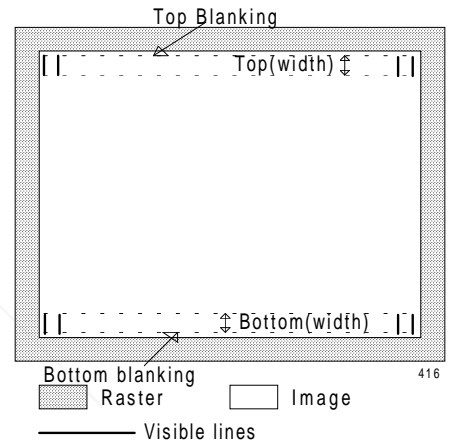 Top Blanking
Top(width)
Bottom(width)
Bottom blanking
416
Raster Image
Visible lines